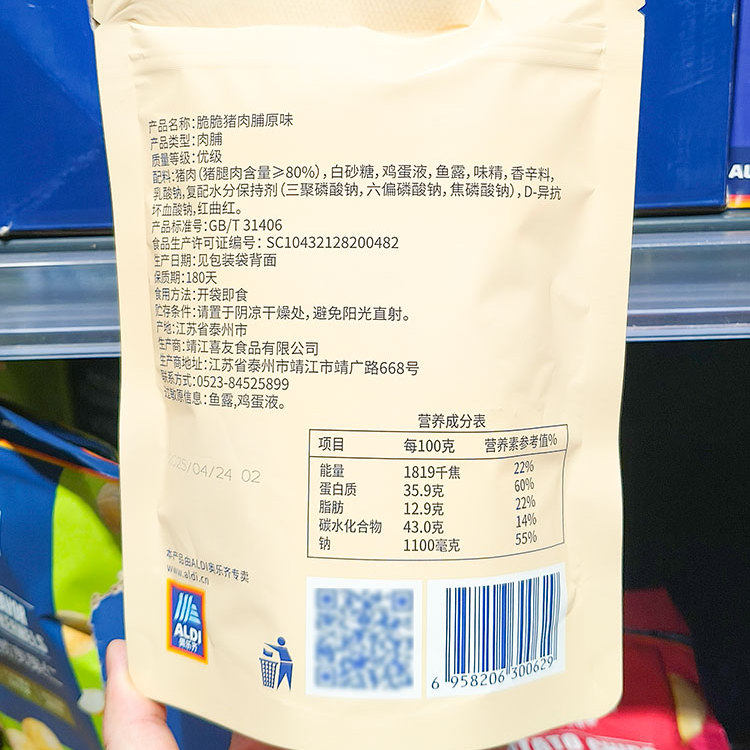 产品名称:脆脆猪肉脯原味
产品类型:肉脯
质量等级:优级
配料:猪肉(猪腿肉含量≥80%),白砂糖,鸡蛋液,鱼露,味精,香辛料,
乳酸钠,复配水分保持剂(三聚磷酸钠,六偏磷酸钠,焦磷酸钠),D-异抗
坏血酸钠,红曲红。
产品标准号:GB/T 31406
食品生产许可证编号: SC10432128200482
生产日期:见包装袋背面
保质期:180天
食用方法:开袋即食
贮存条件:请置于阴凉干燥处,避免阳光直射。
产地:江苏省泰州市
生产商:靖江喜友食品有限公司
生产商地址:江苏省泰州市靖江市靖广路668号
联系方式:0523-84525899
过敏原信息:鱼露,鸡蛋液。
营养成分表
项目 每100克 营养素参考值%
能量 1819千焦 22%
蛋白质 35.9克 60%
脂肪 12.9克 22%
碳水化合物 43.0克 14%
钠 1100毫克 55%
2025/04/24 02
本产品由ALDI奥乐齐专卖
www.aldi.cn
ALDI
奥乐齐
6 958206 300629